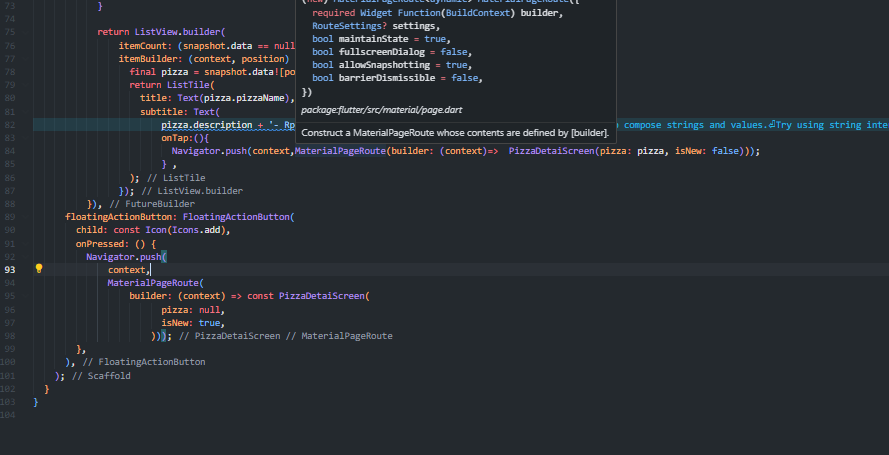 73 }
74
75 return ListView.builder(
76 itemCount: (snapshot.data == null
77 itemBuilder: (context, position)
78 final pizza = snapshot.data![po
79 return ListTile(
80 title: Text(pizza.pizzaName),
81 subtitle: Text(
82 pizza.description + '- Rp compose strings and values.⏎Try using string inte
83 onTap:(){
84 Navigator.push(context,MaterialPageRoute(builder: (context)=> PizzaDetaiScreen(pizza: pizza, isNew: false)));
85 } ,
86 ); // ListTile
87 }); // ListView.builder
88 }), // FutureBuilder
89 floatingActionButton: FloatingActionButton(
90 child: const Icon(Icons.add),
91 onPressed: () {
92 Navigator.push(
93 context,
94 MaterialPageRoute(
95 builder: (context) => const PizzaDetaiScreen(
96 pizza: null,
97 isNew: true,
98 ))); // PizzaDetaiScreen // MaterialPageRoute
99 },
100 ), // FloatingActionButton
101 ); // Scaffold
102 }
103 }
104
(new) MaterialPageRoute<dynamic> MaterialPageRoute({
required Widget Function(BuildContext) builder,
RouteSettings? settings,
bool maintainState = true,
bool fullscreenDialog = false,
bool allowSnapshotting = true,
bool barrierDismissible = false,
})
package:flutter/src/material/page.dart
Construct a MaterialPageRoute whose contents are defined by [builder].